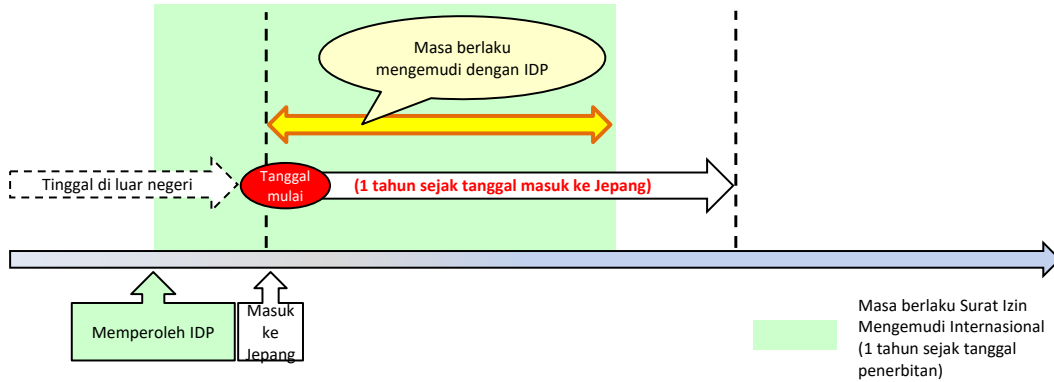 Masa berlaku
mengemudi dengan IDP
Tinggal di luar negeri
Tanggal
mulai
(1 tahun sejak tanggal masuk ke Jepang)
Memperoleh IDP
Masuk
ke
Jepang
Masa berlaku Surat Izin
Mengemudi Internasional
(1 tahun sejak tanggal
penerbitan)